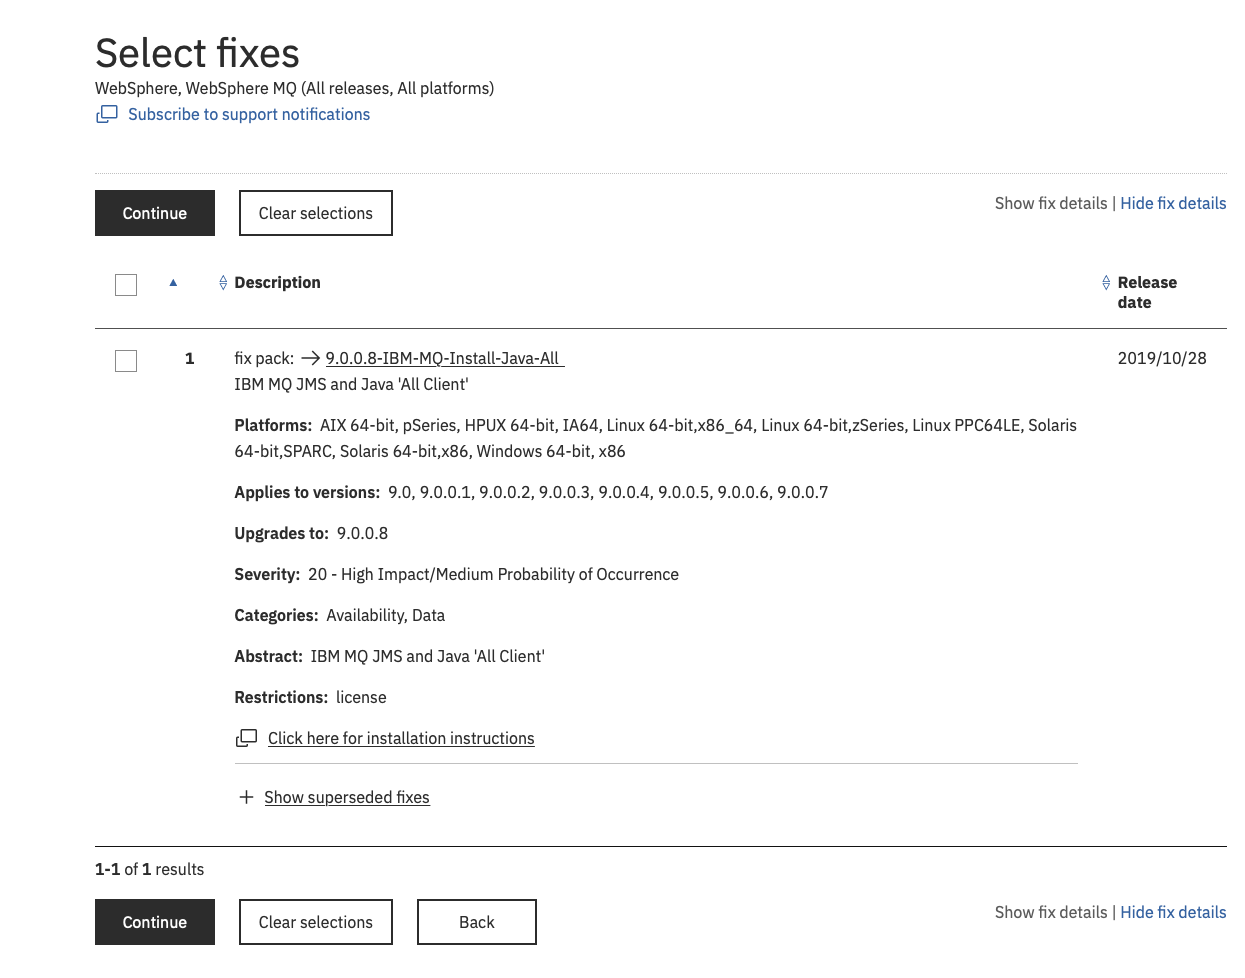 Select fixes
WebSphere, WebSphere MQ (All releases, All platforms)
Subscribe to support notifications
Continue
Clear selections
Show fix details | Hide fix details
Description
Release
date
1
fix pack: → 9.0.0.8-IBM-MQ-Install-Java-All
2019/10/28
IBM MQ JMS and Java 'All Client'
Platforms: AIX 64-bit, pSeries, HPUX 64-bit, IA64, Linux 64-bit,x86_64, Linux 64-bit,zSeries, Linux PPC64LE, Solaris
64-bit,SPARC, Solaris 64-bit,x86, Windows 64-bit, x86
Applies to versions: 9.0, 9.0.0.1, 9.0.0.2, 9.0.0.3, 9.0.0.4, 9.0.0.5, 9.0.0.6, 9.0.0.7
Upgrades to: 9.0.0.8
Severity: 20 - High Impact/Medium Probability of Occurrence
Categories: Availability, Data
Abstract: IBM MQ JMS and Java 'All Client'
Restrictions: license
Click here for installation instructions
+ Show superseded fixes
1-1 of 1 results
Continue
Clear selections
Back
Show fix details | Hide fix details